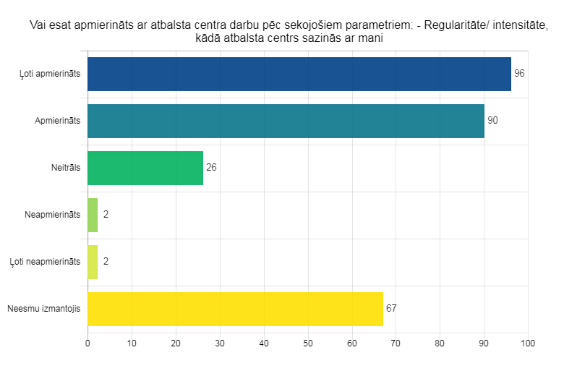 Vai esat apmierināts ar atbalsta centra darbu pēc sekojošiem parametriem: - Regularitāte/ intensitāte,
kādā atbalsta centrs sazinās ar mani
Ļoti apmierināts
96
Apmierināts
90
Neitrāls
26
Neapmierināts
2
Ļoti neapmierināts
2
Neesmu izmantojis
67
0 10 20 30 40 50 60 70 80 90 100